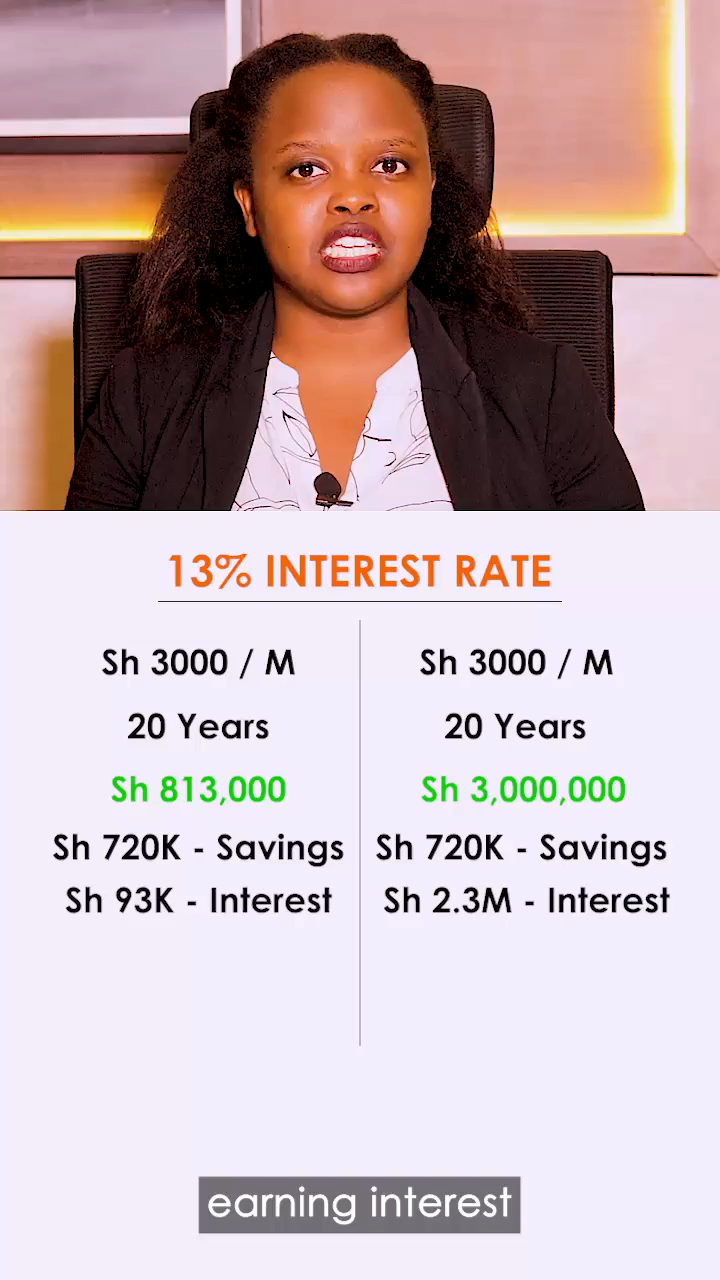 13% INTEREST RATE
Sh 3000 / M
20 Years
Sh 813,000
Sh 720K - Savings
Sh 93K - Interest
Sh 3000 / M
20 Years
Sh 3,000,000
Sh 720K - Savings
Sh 2.3M - Interest
earning interest